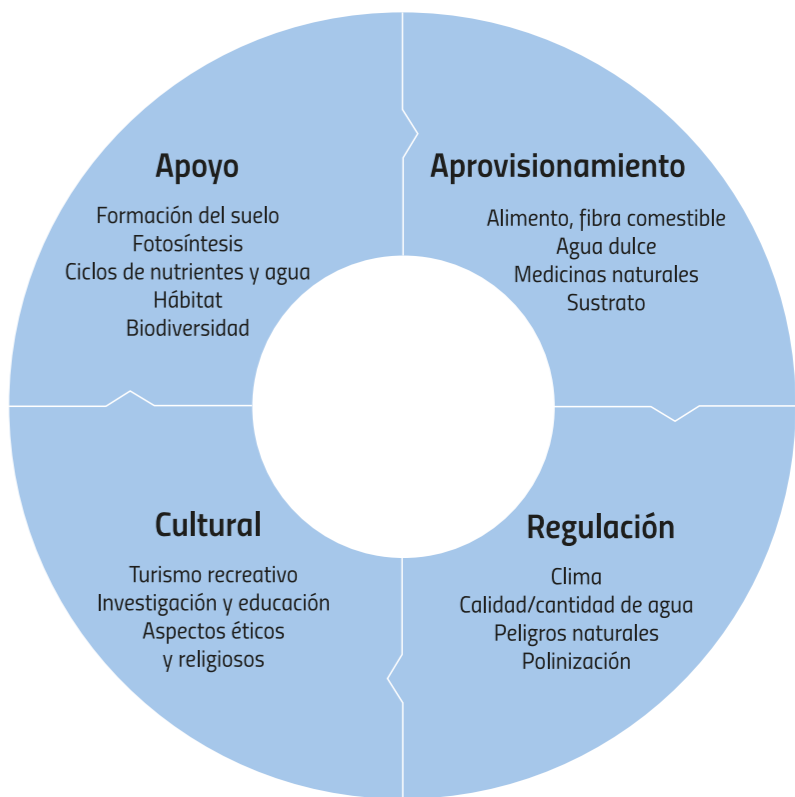 Apoyo
Formación del suelo
Fotosíntesis
Ciclos de nutrientes y agua
Hábitat
Biodiversidad
Aprovisionamiento
Alimento, fibra comestible
Agua dulce
Medicinas naturales
Sustrato
Cultural
Turismo recreativo
Investigación y educación
Aspectos éticos
y religiosos
Regulación
Clima
Calidad/cantidad de agua
Peligros naturales
Polinización